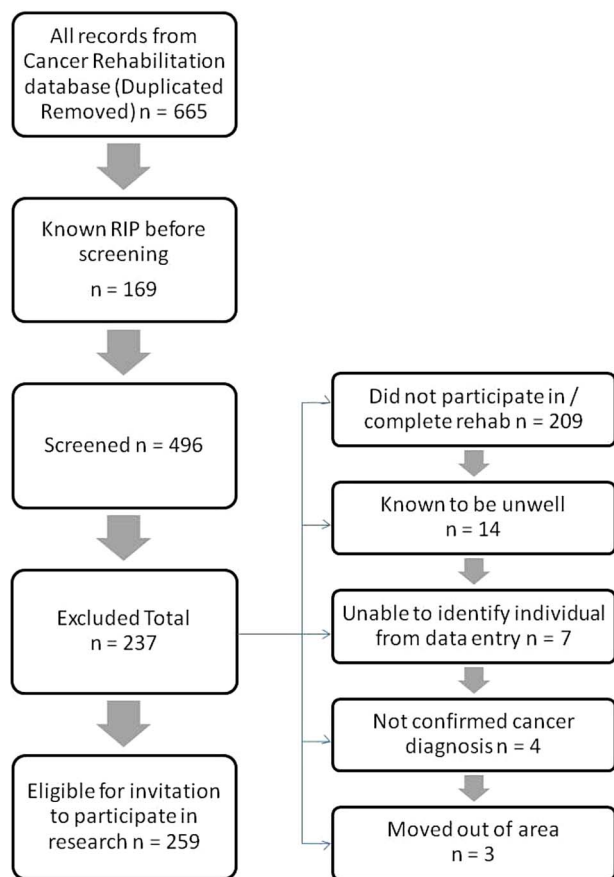 All records from
Cancer Rehabilitation
database (Duplicated
Removed) n = 665
Known RIP before
screening
n = 169
Screened n = 496
Excluded Total
n = 237
Eligible for invitation
to participate in
research n = 259
Did not participate in /
complete rehab n = 209
Known to be unwell
n = 14
Unable to identify individual
from data entry n = 7
Not confirmed cancer
diagnosis n = 4
Moved out of area
n = 3